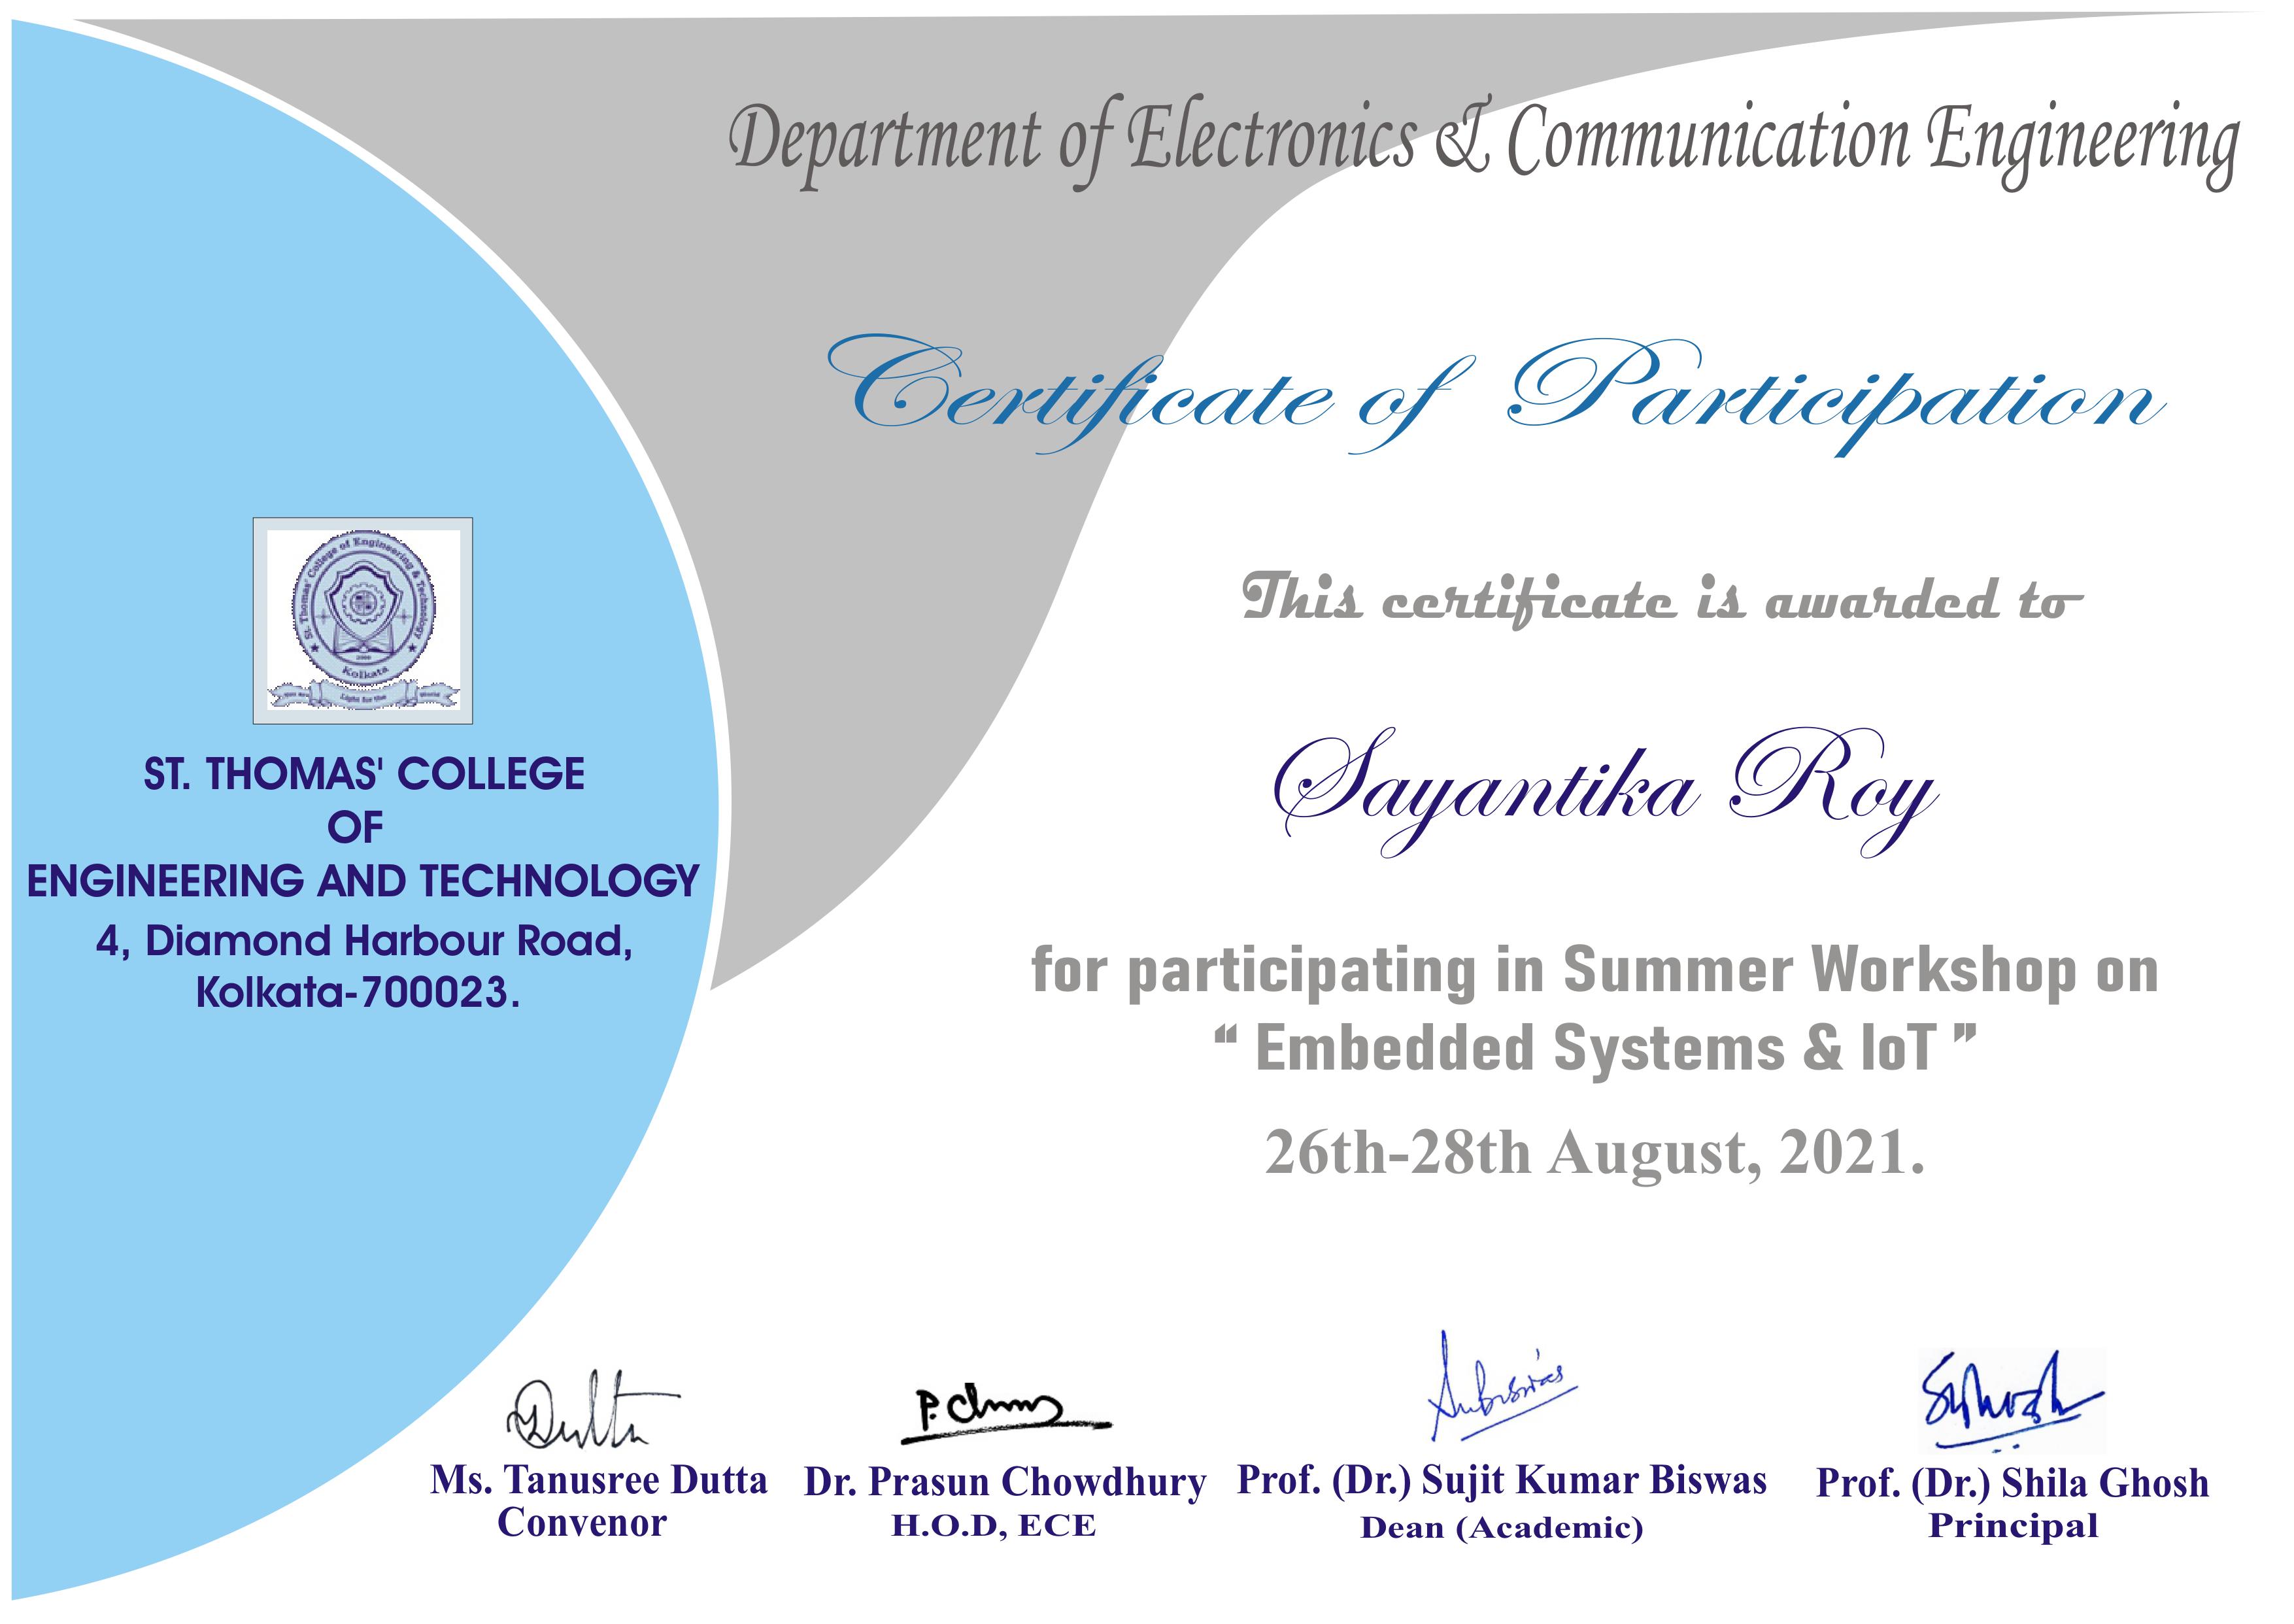 Department of Electronics & Communication Engineering
Certificate of Participation
This certificate is awarded to
Sayantika Roy
for participating in Summer Workshop on
“ Embedded Systems & IoT ”
26th-28th August, 2021.
St. Thomas' College of Engineering & Technology
2000
Kolkata
Light for the World
ST. THOMAS' COLLEGE
OF
ENGINEERING AND TECHNOLOGY
4, Diamond Harbour Road,
Kolkata-700023.
Dutta
P. Chowdhury
Ms. Tanusree Dutta
Convenor
Dr. Prasun Chowdhury
H.O.D, ECE
Prof. (Dr.) Sujit Kumar Biswas
Dean (Academic)
Prof. (Dr.) Shila Ghosh
Principal